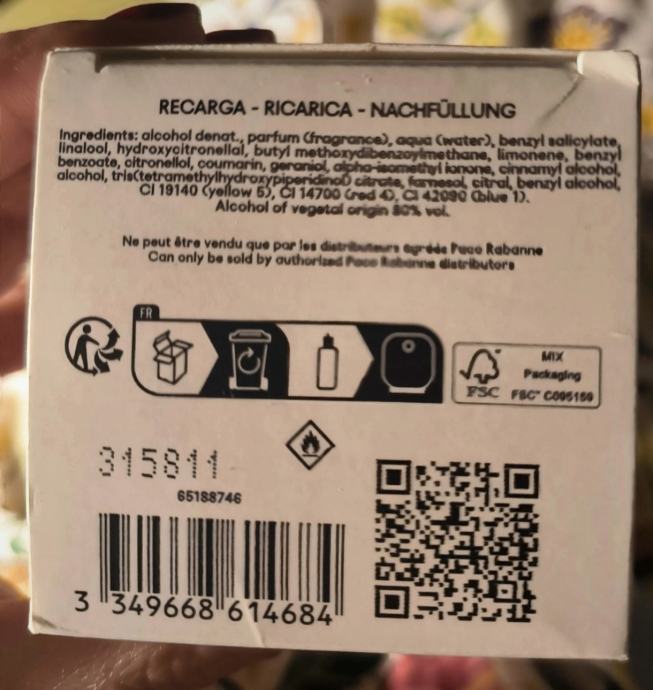 RECARGA - RICARICA - NACHFÜLLUNG
Ingredients: alcohol denat., parfum (fragrance), aqua (water), benzyl salicylate,
linalool, hydroxycitronellal, butyl methoxydibenzoylmethane, limonene, benzyl
benzoate, citronellol, coumarin, geraniol, alpha-isomethyl ionone, cinnamyl alcohol,
alcohol, tris(tetramethylhydroxypiperidinol) citrate, farnesol, citral, benzyl alcohol,
CI 19140 (yellow 5), CI 14700 (red 4), CI 42090 (blue 1).
Alcohol of vegetal origin 80% vol.
Ne peut être vendu que par les distributeurs agréés Paco Rabanne
Can only be sold by authorized Paco Rabanne distributors
FR
MIX
Packaging
FSC
FSC™ C095159
315811
65188746
3 349668 614684